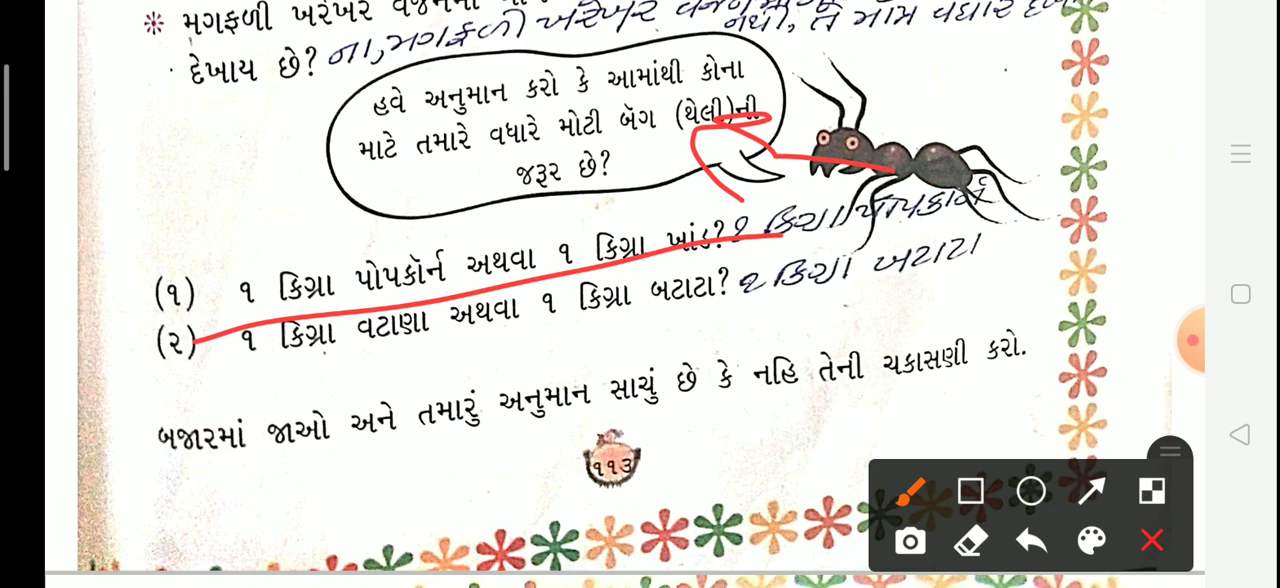 * મગફળી ખરેખર વજનમાં
દેખાય છે? ના, મગફળી ખરેખર વજનમાં
નથી, તે
હવે અનુમાન કરો કે આમાંથી કોના
માટે તમારે વધારે મોટી બૅગ (થેલી)ની
જરૂર છે?
(૧) ૧ કિગ્રા પોપકૉર્ન અથવા ૧ કિગ્રા ખાંડ? ૧ કિગ્રા પોપકોર્ન
(૨) ૧ કિગ્રા વટાણા અથવા ૧ કિગ્રા બટાટા? ૧ કિગ્રા બટાટા
બજારમાં જાઓ અને તમારું અનુમાન સાચું છે કે નહિ તેની ચકાસણી કરો.
૧૧૩